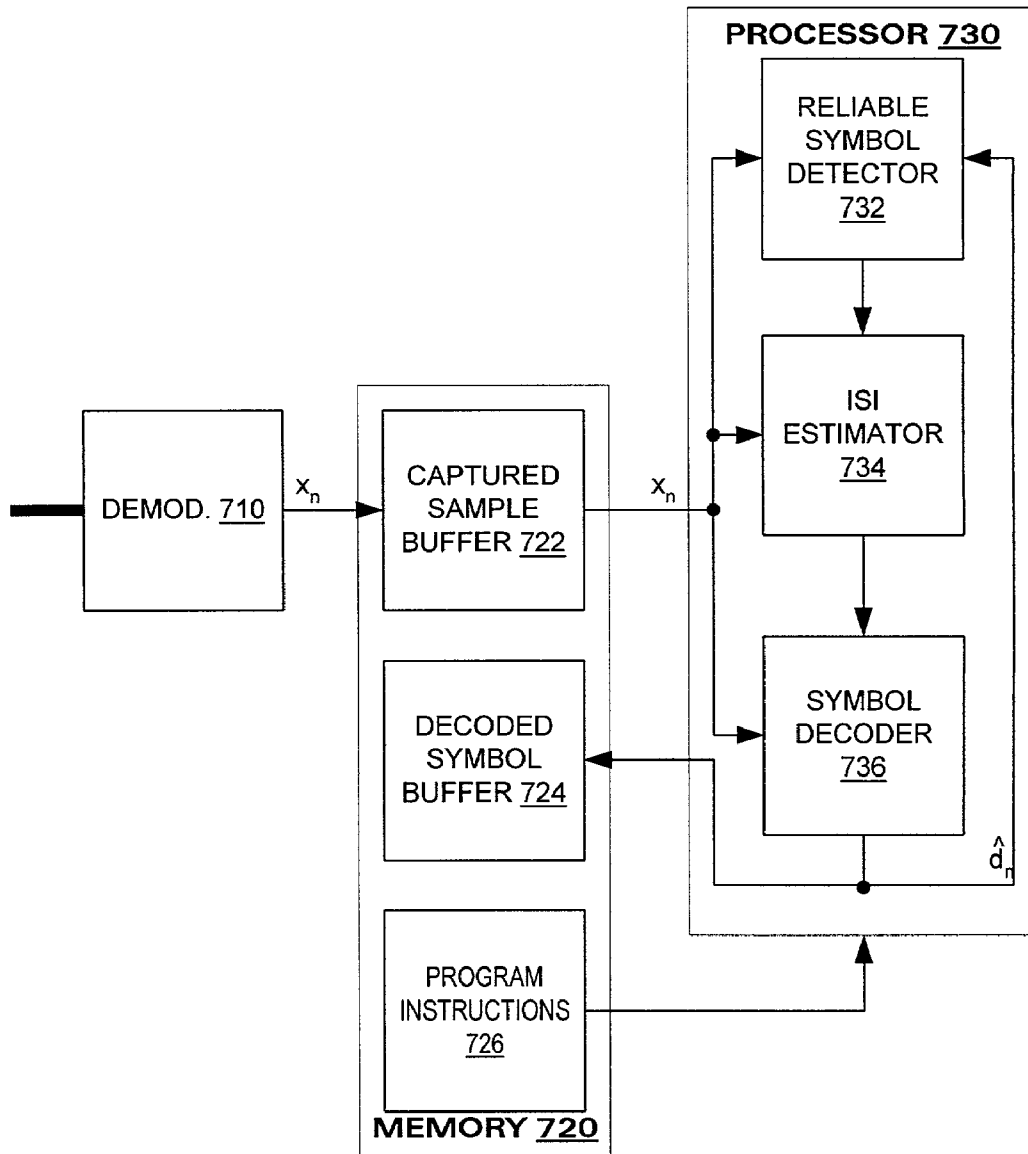 PROCESSOR 730
RELIABLE
SYMBOL
DETECTOR
732
ISI
ESTIMATOR
734
SYMBOL
DECODER
736
d̂n
DEMOD. 710
xn
CAPTURED
SAMPLE
BUFFER 722
xn
DECODED
SYMBOL
BUFFER 724
PROGRAM
INSTRUCTIONS
726
MEMORY 720